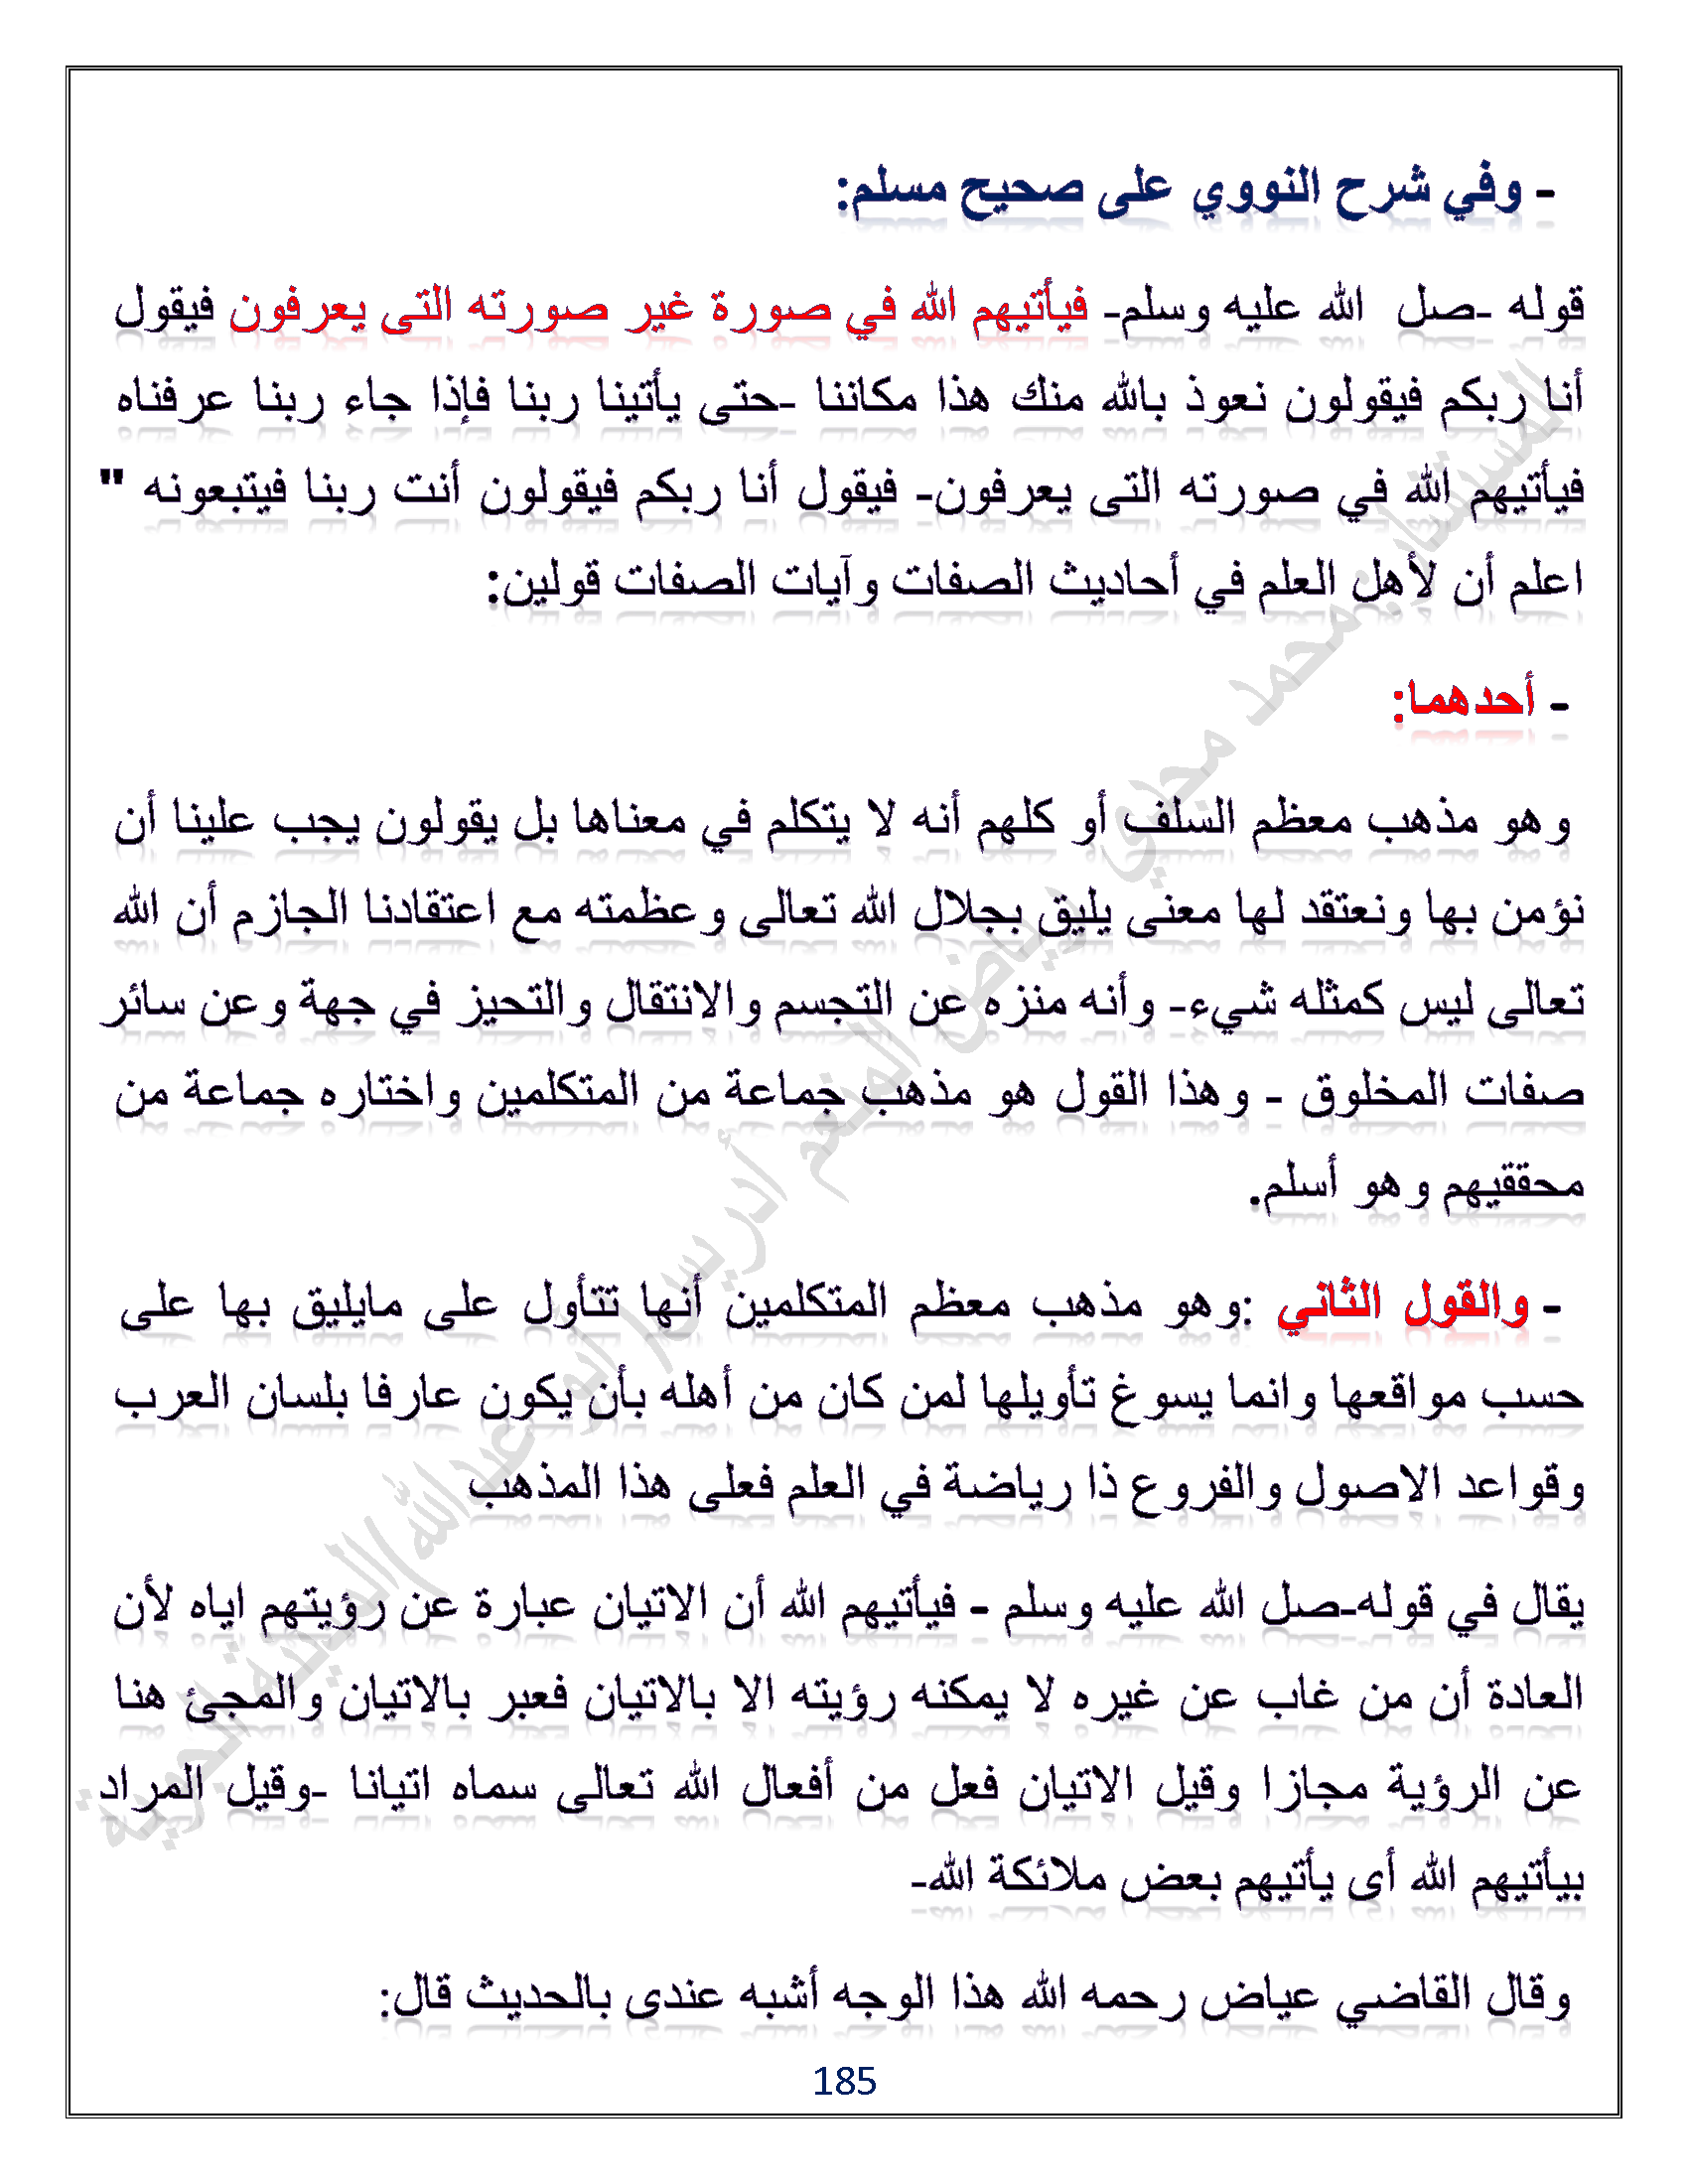 - وفي شرح النووي على صحيح مسلم:
قوله -صل الله عليه وسلم- فيأتيهم الله في صورة غير صورته التى يعرفون فيقول
أنا ربكم فيقولون نعوذ بالله منك هذا مكاننا -حتى يأتينا ربنا فإذا جاء ربنا عرفناه
فيأتيهم الله في صورته التى يعرفون- فيقول أنا ربكم فيقولون أنت ربنا فيتبعونه "
اعلم أن لأهل العلم في أحاديث الصفات وآيات الصفات قولين:
- أحدهما:
وهو مذهب معظم السلف أو كلهم أنه لا يتكلم في معناها بل يقولون يجب علينا أن
نؤمن بها ونعتقد لها معنى يليق بجلال الله تعالى وعظمته مع اعتقادنا الجازم أن الله
تعالى ليس كمثله شيء- وأنه منزه عن التجسم والانتقال والتحيز في جهة وعن سائر
صفات المخلوق - وهذا القول هو مذهب جماعة من المتكلمين واختاره جماعة من
محققيهم وهو أسلم.
- والقول الثاني :وهو مذهب معظم المتكلمين أنها تتأول على مايليق بها على
حسب مواقعها وانما يسوغ تأويلها لمن كان من أهله بأن يكون عارفا بلسان العرب
وقواعد الاصول والفروع ذا رياضة في العلم فعلى هذا المذهب
يقال في قوله-صل الله عليه وسلم - فيأتيهم الله أن الاتيان عبارة عن رؤيتهم اياه لأن
العادة أن من غاب عن غيره لا يمكنه رؤيته الا بالاتيان فعبر بالاتيان والمجئ هنا
عن الرؤية مجازا وقيل الاتيان فعل من أفعال الله تعالى سماه اتيانا -وقيل المراد
بيأتيهم الله أى يأتيهم بعض ملائكة الله-
وقال القاضي عياض رحمه الله هذا الوجه أشبه عندى بالحديث قال:
185
المستشار: محمد مجدي رياض المنعم أدريس( أبو عبدالله)المدينة الحجرية